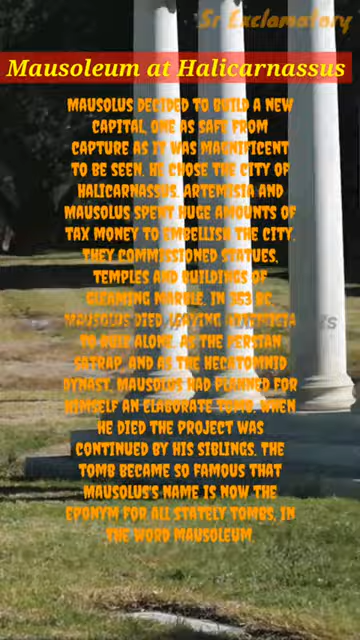 Sr Exclamatory
Mausoleum at Halicarnassus
MAUSOLUS DECIDED TO BUILD A NEW
CAPITAL, ONE AS SAFE FROM
CAPTURE AS IT WAS MAGNIFICENT
TO BE SEEN. HE CHOSE THE CITY OF
HALICARNASSUS. ARTEMISIA AND
MAUSOLUS SPENT HUGE AMOUNTS OF
TAX MONEY TO EMBELLISH THE CITY.
THEY COMMISSIONED STATUES,
TEMPLES AND BUILDINGS OF
GLEAMING MARBLE. IN 353 BC,
MAUSOLUS DIED, LEAVING ARTEMISIA
TO RULE ALONE. AS THE PERSIAN
SATRAP, AND AS THE HECATOMNID
DYNAST, MAUSOLUS HAD PLANNED FOR
HIMSELF AN ELABORATE TOMB. WHEN
HE DIED THE PROJECT WAS
CONTINUED BY HIS SIBLINGS. THE
TOMB BECAME SO FAMOUS THAT
MAUSOLUS'S NAME IS NOW THE
EPONYM FOR ALL STATELY TOMBS, IN
THE WORD MAUSOLEUM.